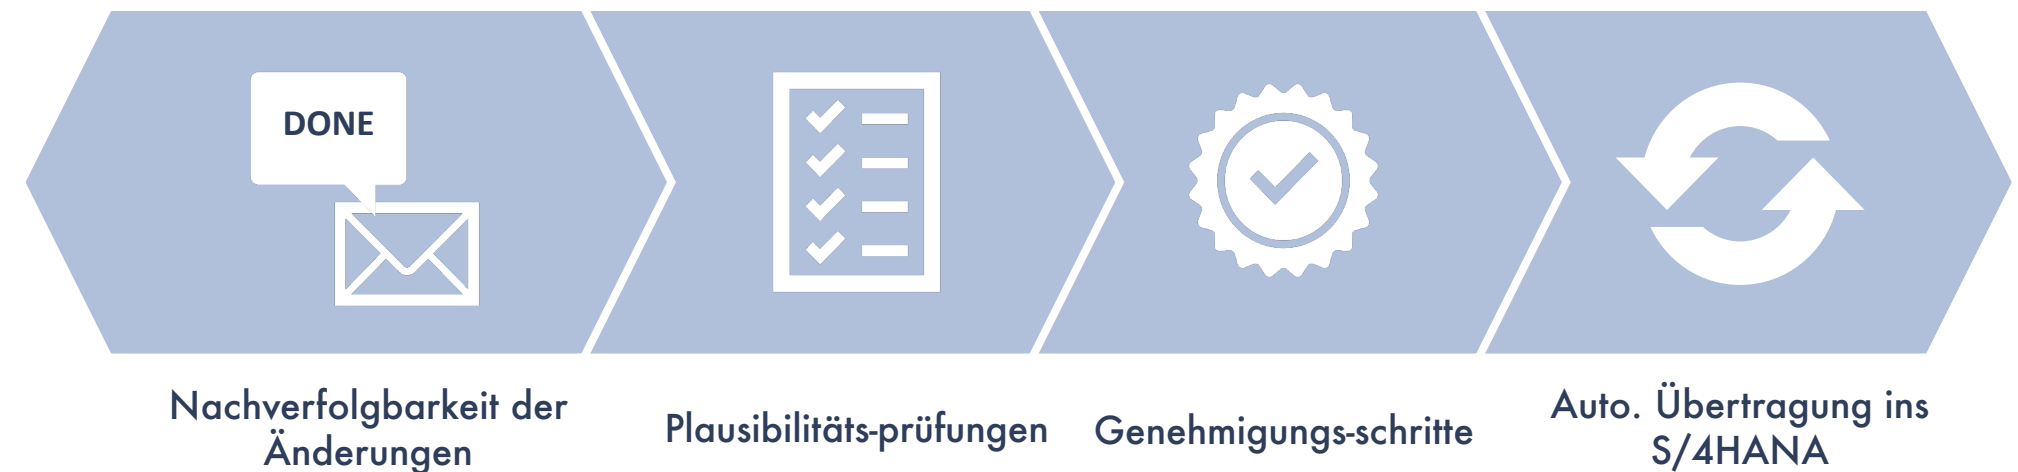 DONE
Nachverfolgbarkeit der
Änderungen
Plausibilitäts-prüfungen
Genehmigungs-schritte
Auto. Übertragung ins
S/4HANA